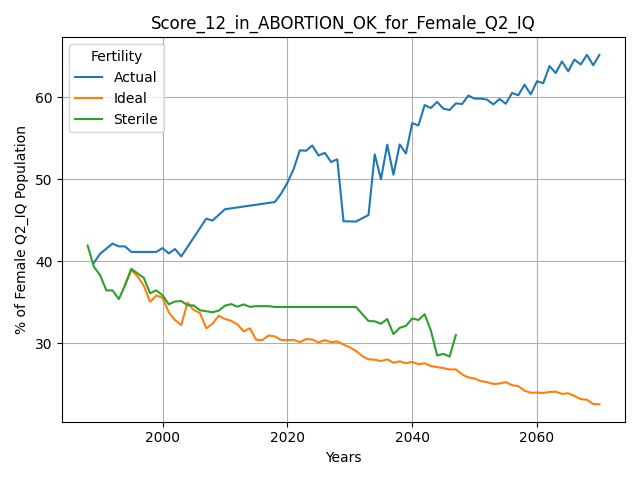 Score_12_in_ABORTION_OK_for_Female_Q2_IQ
Fertility
Actual
Ideal
Sterile
% of Female Q2_IQ Population
60
50
40
30
2000
2020
2040
2060
Years